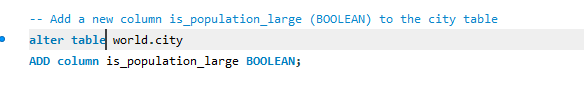 -- Add a new column is_population_large (BOOLEAN) to the city table
alter table world.city
ADD column is_population_large BOOLEAN;